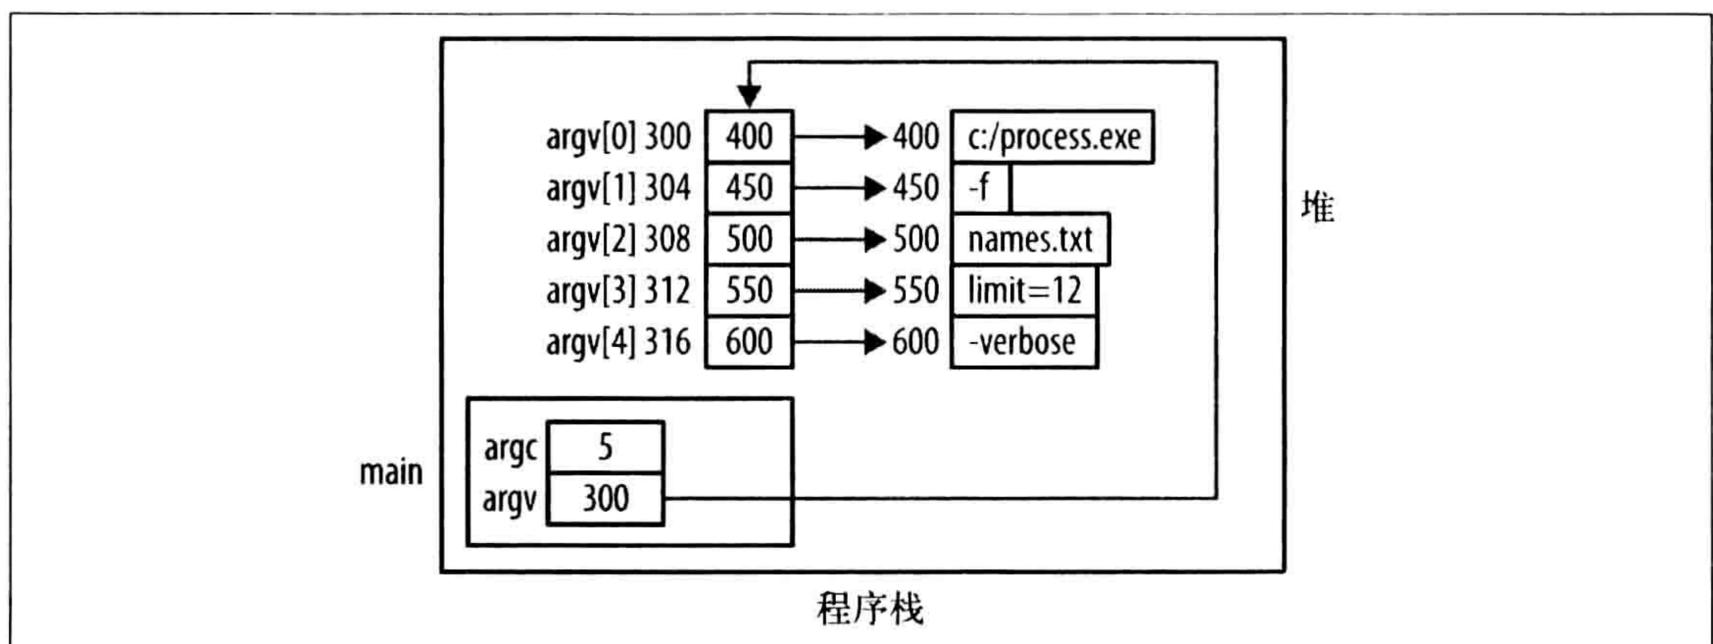 argv[0] 300 400 400 c:/process.exe
argv[1] 304 450 450 -f
argv[2] 308 500 500 names.txt
argv[3] 312 550 550 limit=12
argv[4] 316 600 600 -verbose
堆
argc 5
main
argv 300
程序栈